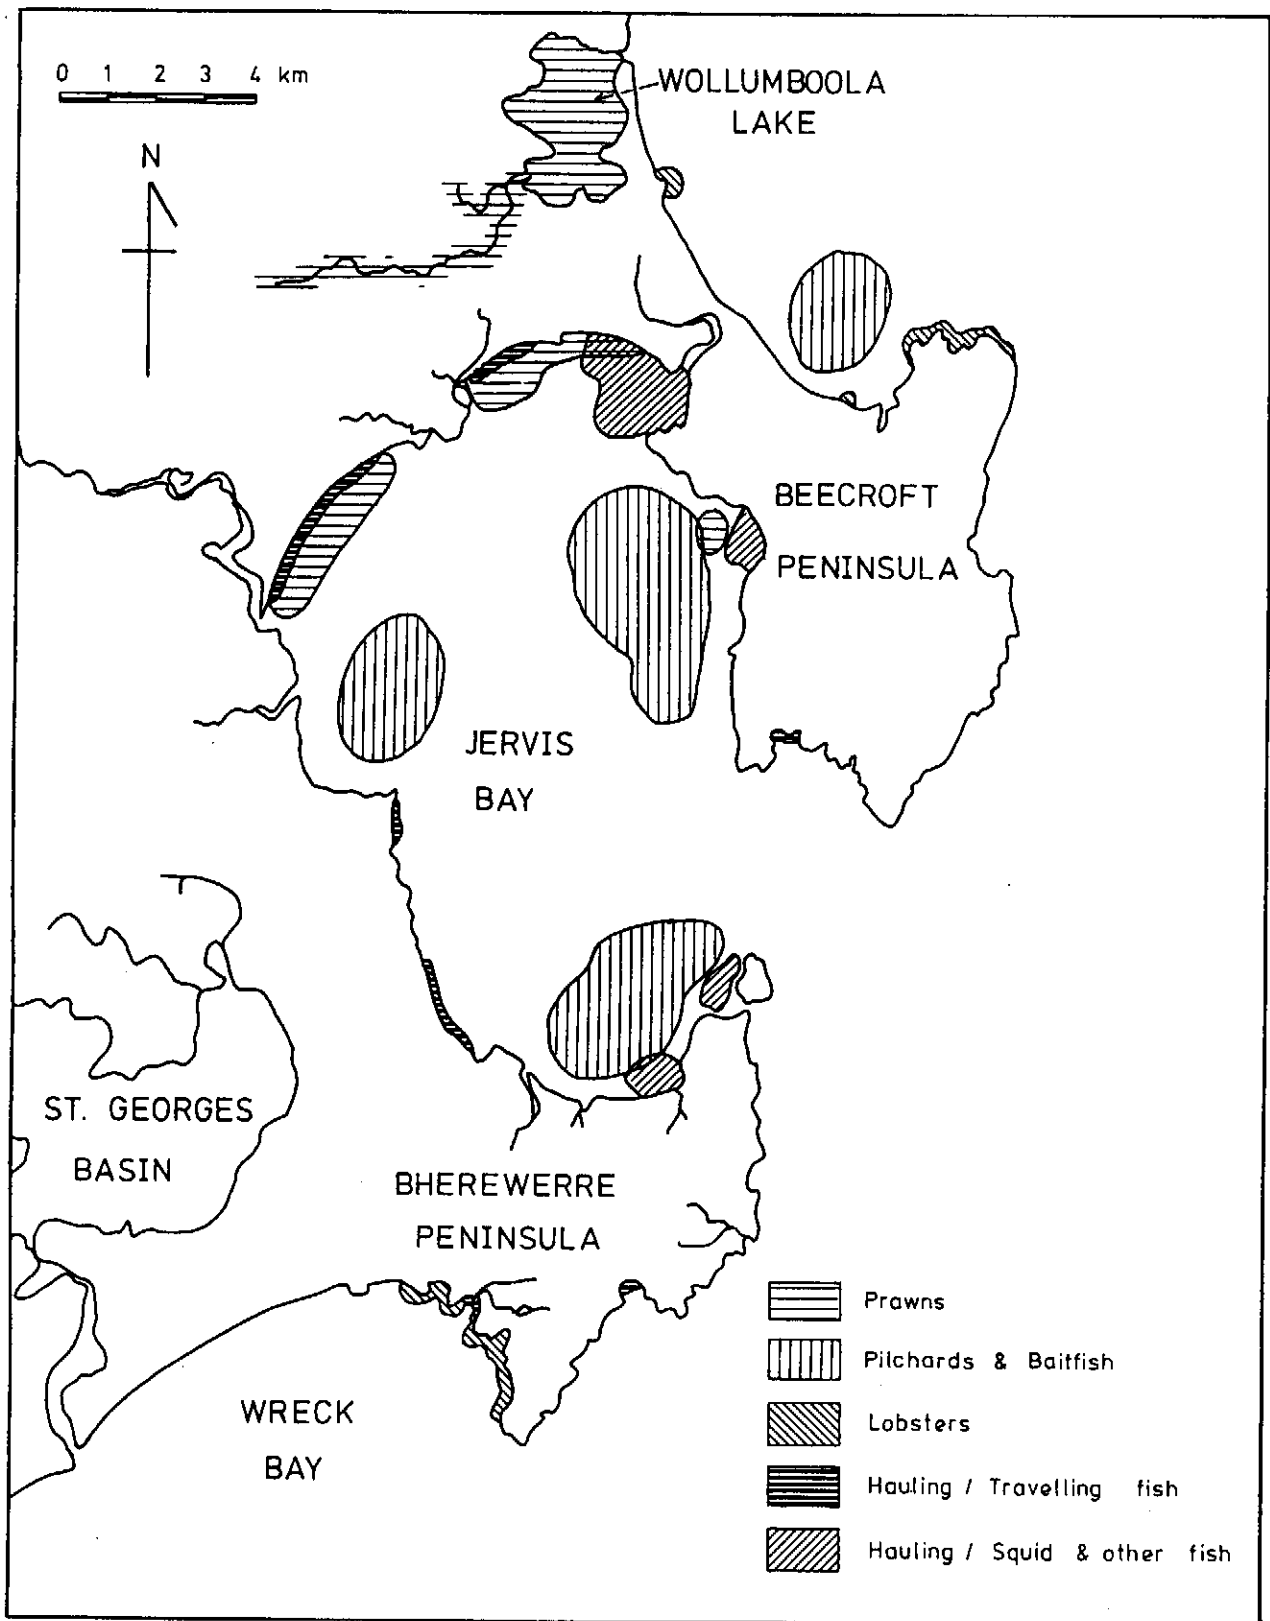 0 1 2 3 4 km
WOLLUMBOOLA
LAKE
N
BEECROFT
PENINSULA
JERVIS
BAY
ST. GEORGES
BASIN
BHEREWERRE
PENINSULA
WRECK
BAY
Prawns
Pilchards & Baitfish
Lobsters
Hauling / Travelling fish
Hauling / Squid & other fish